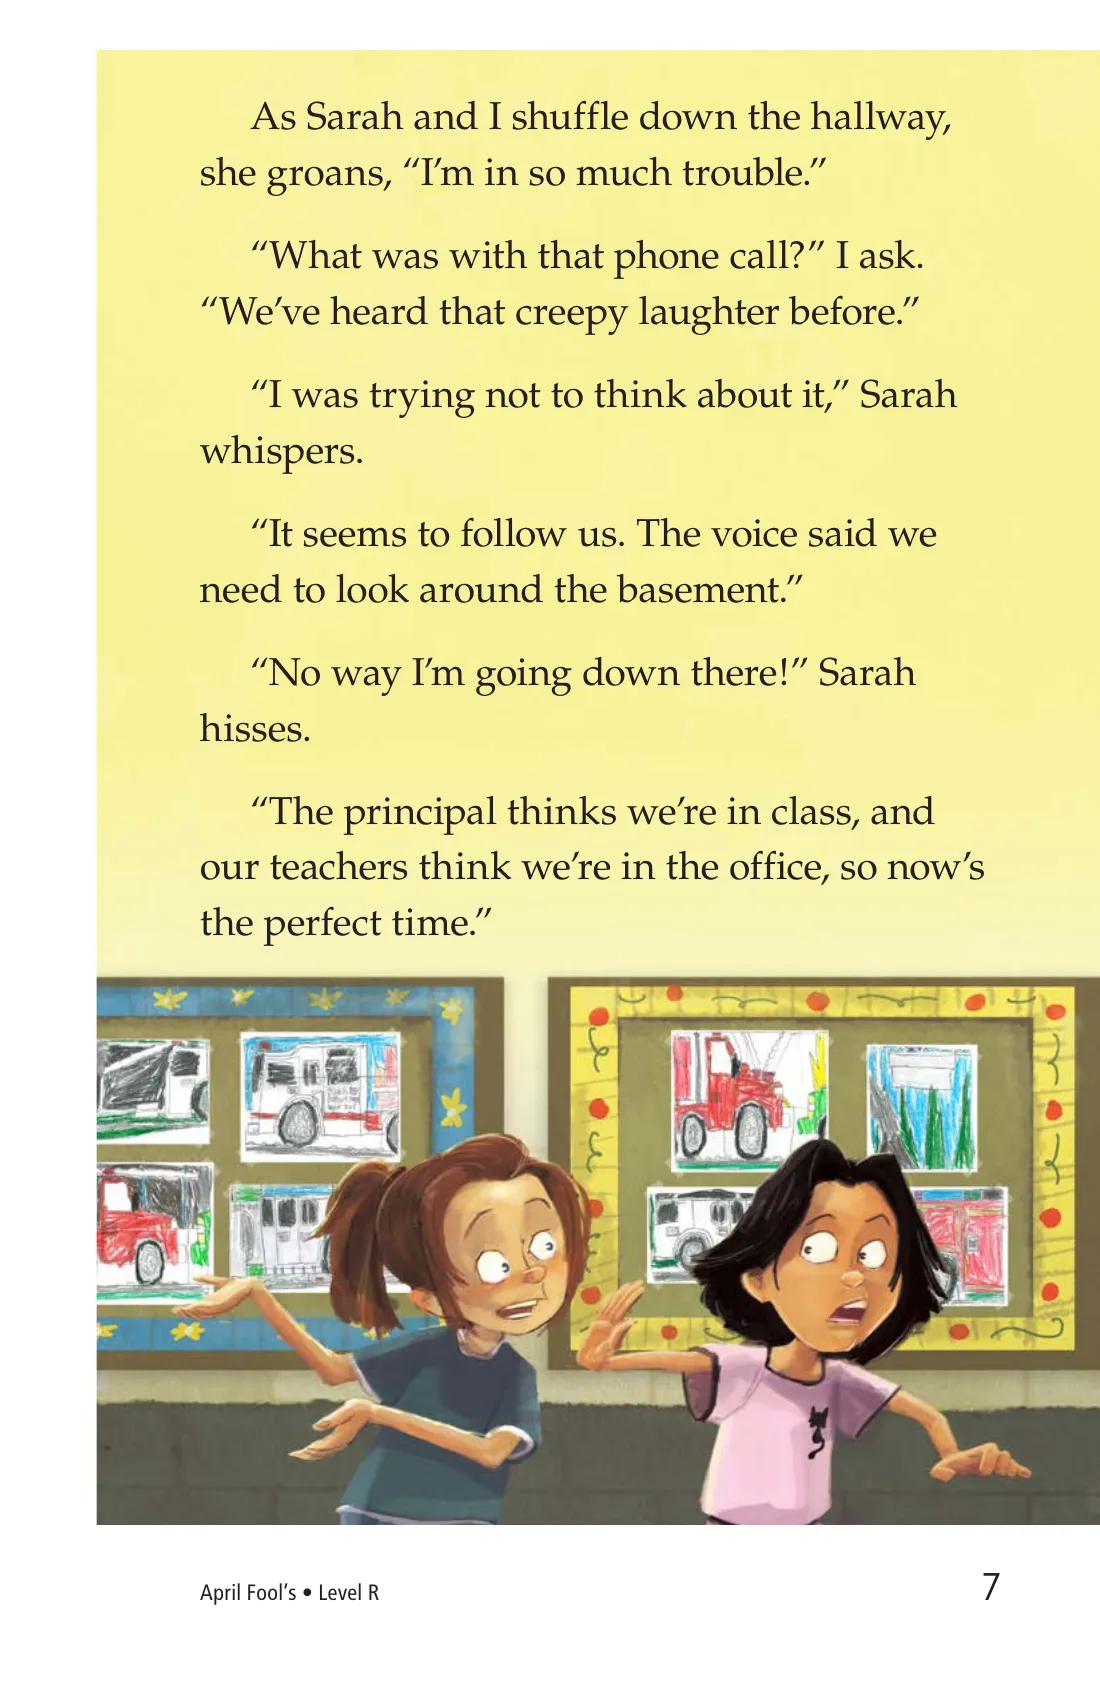 As Sarah and I shuffle down the hallway,
she groans, “I’m in so much trouble.”
“What was with that phone call?” I ask.
“We’ve heard that creepy laughter before.”
“I was trying not to think about it,” Sarah
whispers.
“It seems to follow us. The voice said we
need to look around the basement.”
“No way I’m going down there!” Sarah
hisses.
“The principal thinks we’re in class, and
our teachers think we’re in the office, so now’s
the perfect time.”
April Fool’s • Level R
7